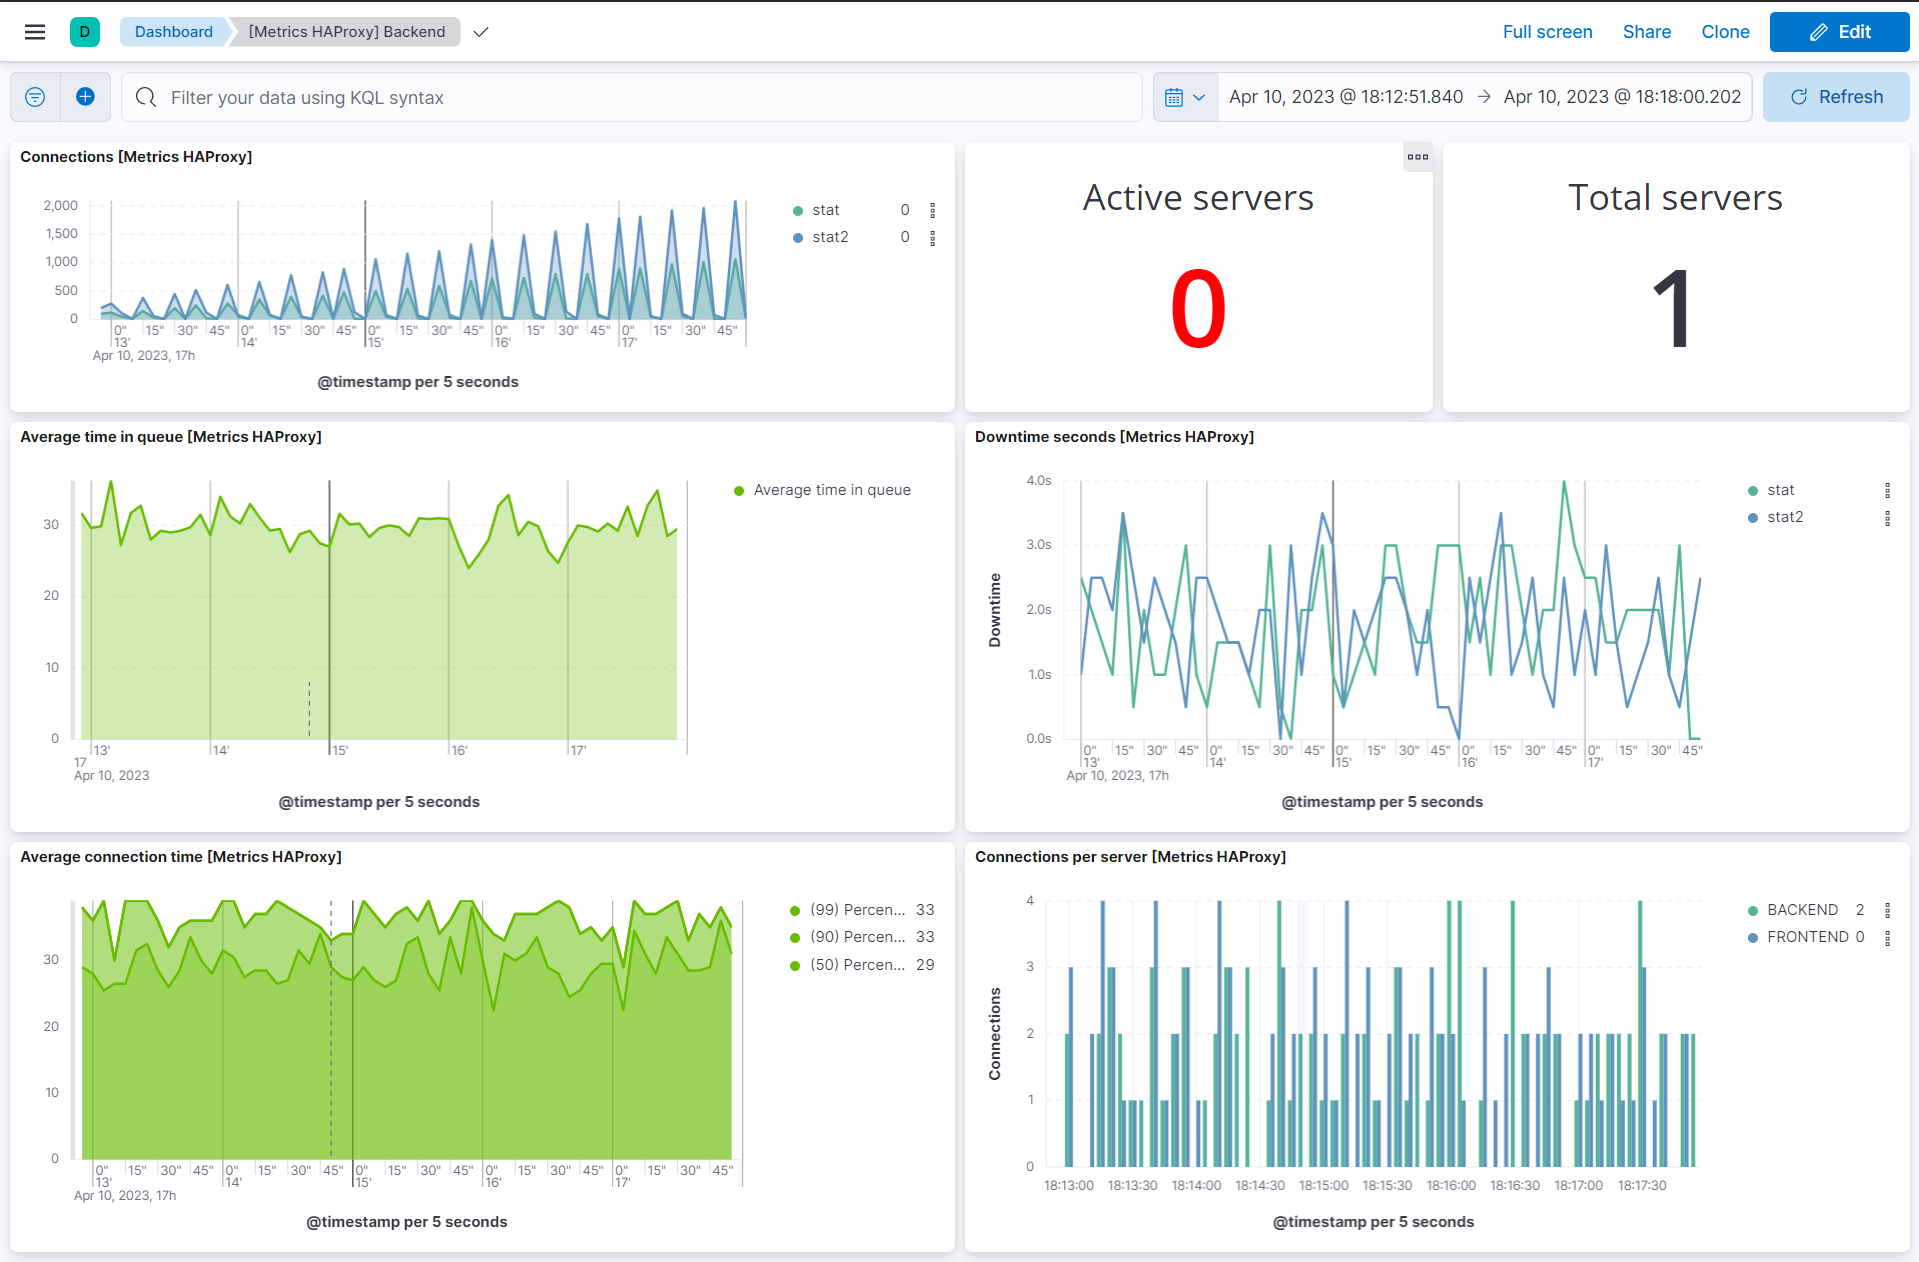 D Dashboard [Metrics HAProxy] Backend Full screen Share Clone Edit
Filter your data using KQL syntax Apr 10, 2023 @ 18:12:51.840 → Apr 10, 2023 @ 18:18:00.202 Refresh
Connections [Metrics HAProxy]
2,000
1,500
1,000
500
0
0" 15" 30" 45" 0" 15" 30" 45" 0" 15" 30" 45" 0" 15" 30" 45" 0" 15" 30" 45"
13' 14' 15' 16' 17'
Apr 10, 2023, 17h
@timestamp per 5 seconds
stat 0
stat2 0
Active servers
0
Total servers
1
Average time in queue [Metrics HAProxy]
30
20
10
0
13' 14' 15' 16' 17'
17
Apr 10, 2023
@timestamp per 5 seconds
Average time in queue
Downtime seconds [Metrics HAProxy]
Downtime
4.0s
3.0s
2.0s
1.0s
0.0s
0" 15" 30" 45" 0" 15" 30" 45" 0" 15" 30" 45" 0" 15" 30" 45" 0" 15" 30" 45"
13' 14' 15' 16' 17'
Apr 10, 2023, 17h
@timestamp per 5 seconds
stat
stat2
Average connection time [Metrics HAProxy]
30
20
10
0
0" 15" 30" 45" 0" 15" 30" 45" 0" 15" 30" 45" 0" 15" 30" 45" 0" 15" 30" 45"
13' 14' 15' 16' 17'
Apr 10, 2023, 17h
@timestamp per 5 seconds
(99) Percen... 33
(90) Percen... 33
(50) Percen... 29
Connections per server [Metrics HAProxy]
Connections
4
3
2
1
0
18:13:00 18:13:30 18:14:00 18:14:30 18:15:00 18:15:30 18:16:00 18:16:30 18:17:00 18:17:30
@timestamp per 5 seconds
BACKEND 2
FRONTEND 0